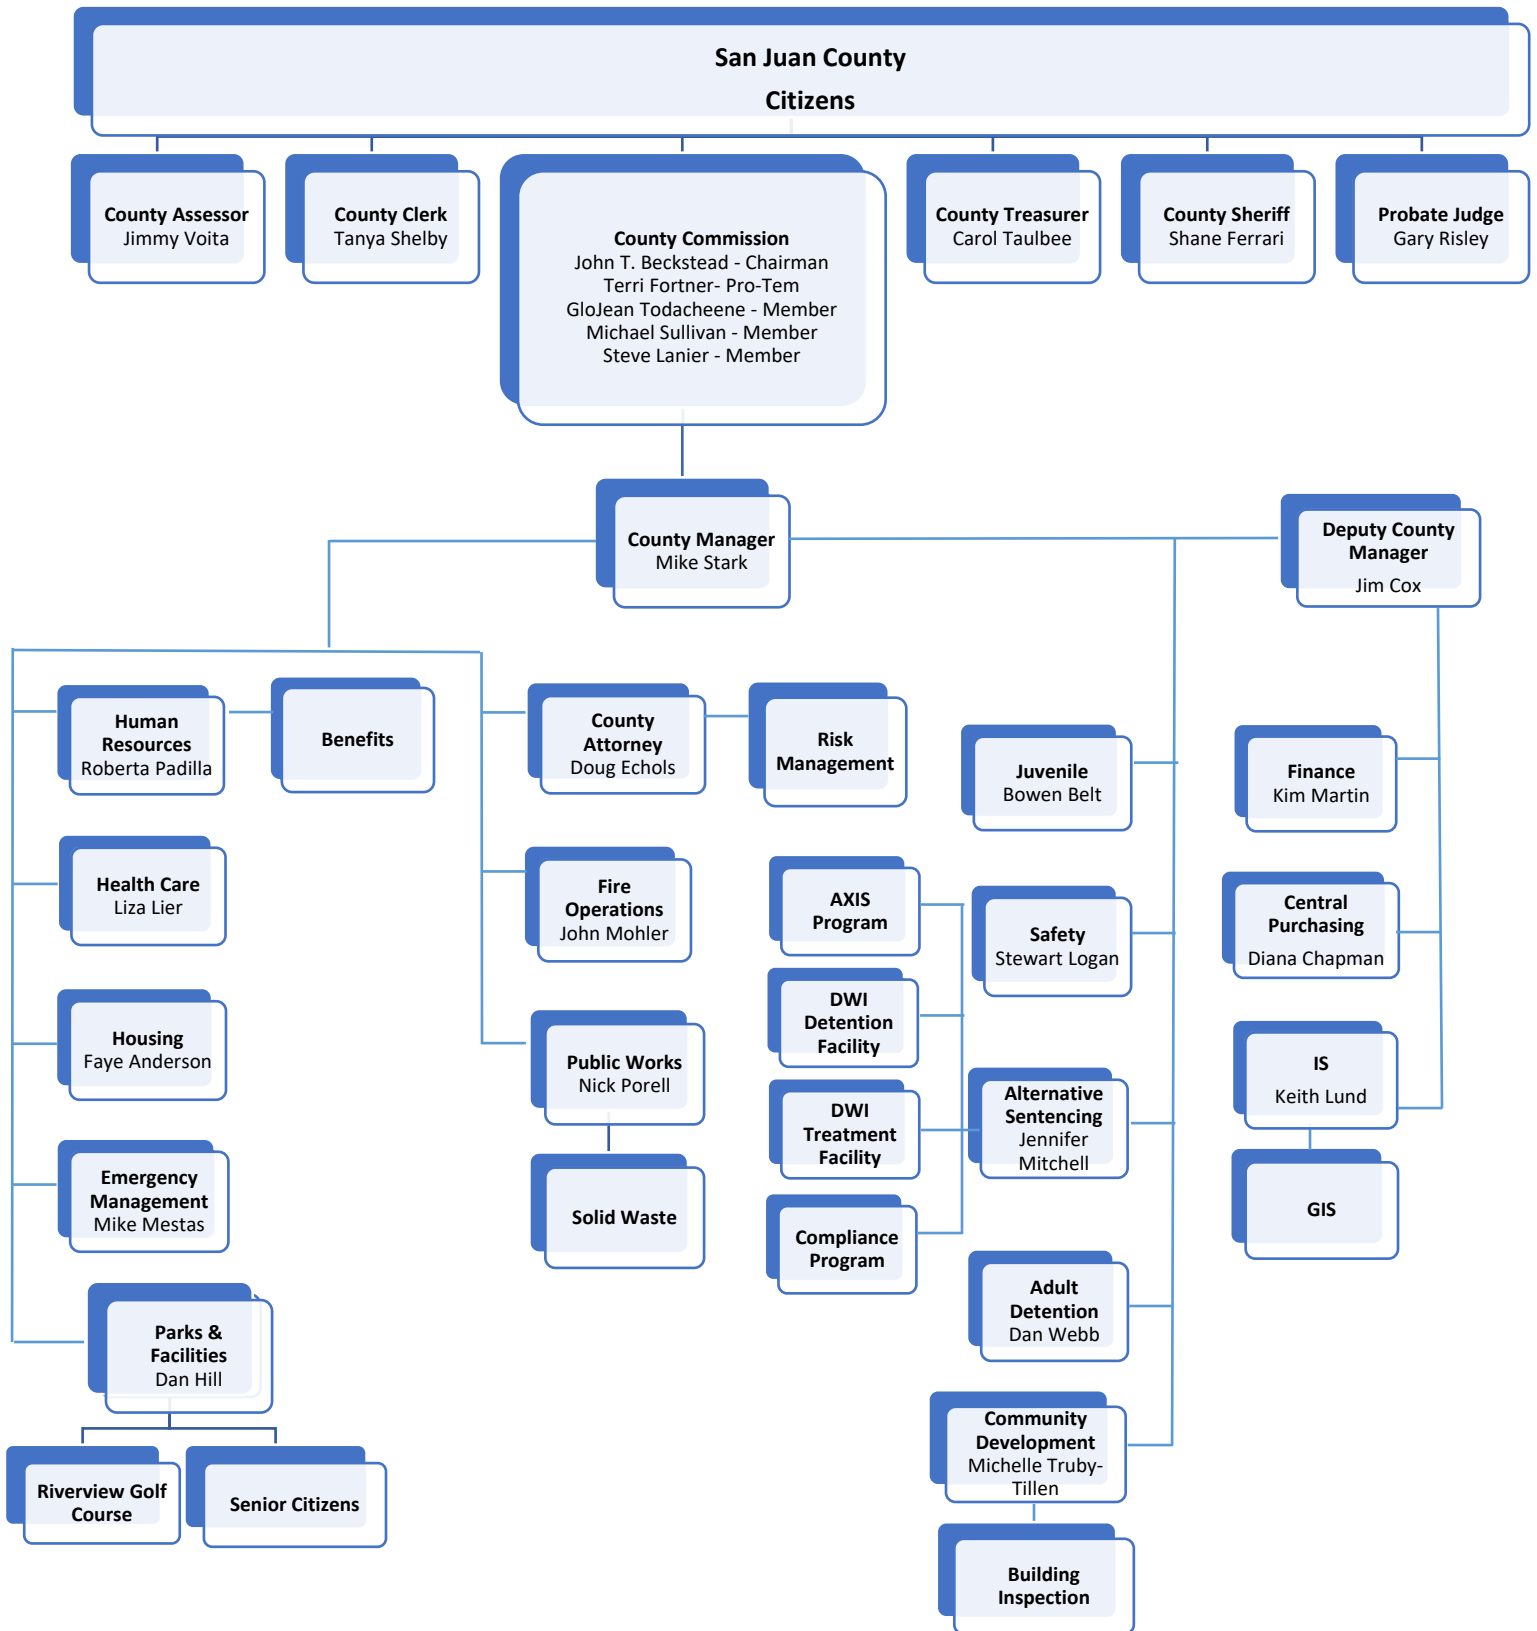 San Juan County
Citizens
County Assessor
Jimmy Voita
County Clerk
Tanya Shelby
County Commission
John T. Beckstead - Chairman
Terri Fortner- Pro-Tem
GloJean Todacheene - Member
Michael Sullivan - Member
Steve Lanier - Member
County Treasurer
Carol Taulbee
County Sheriff
Shane Ferrari
Probate Judge
Gary Risley
County Manager
Mike Stark
Deputy County
Manager
Jim Cox
Human
Resources
Roberta Padilla
Benefits
County
Attorney
Doug Echols
Risk
Management
Juvenile
Bowen Belt
Finance
Kim Martin
Health Care
Liza Lier
Fire
Operations
John Mohler
AXIS
Program
Safety
Stewart Logan
Central
Purchasing
Diana Chapman
DWI
Detention
Facility
Housing
Faye Anderson
Public Works
Nick Porell
DWI
Treatment
Facility
Alternative
Sentencing
Jennifer
Mitchell
IS
Keith Lund
Emergency
Management
Mike Mestas
Solid Waste
Compliance
Program
GIS
Adult
Detention
Dan Webb
Parks &
Facilities
Dan Hill
Community
Development
Michelle Truby-
Tillen
Riverview Golf
Course
Senior Citizens
Building
Inspection